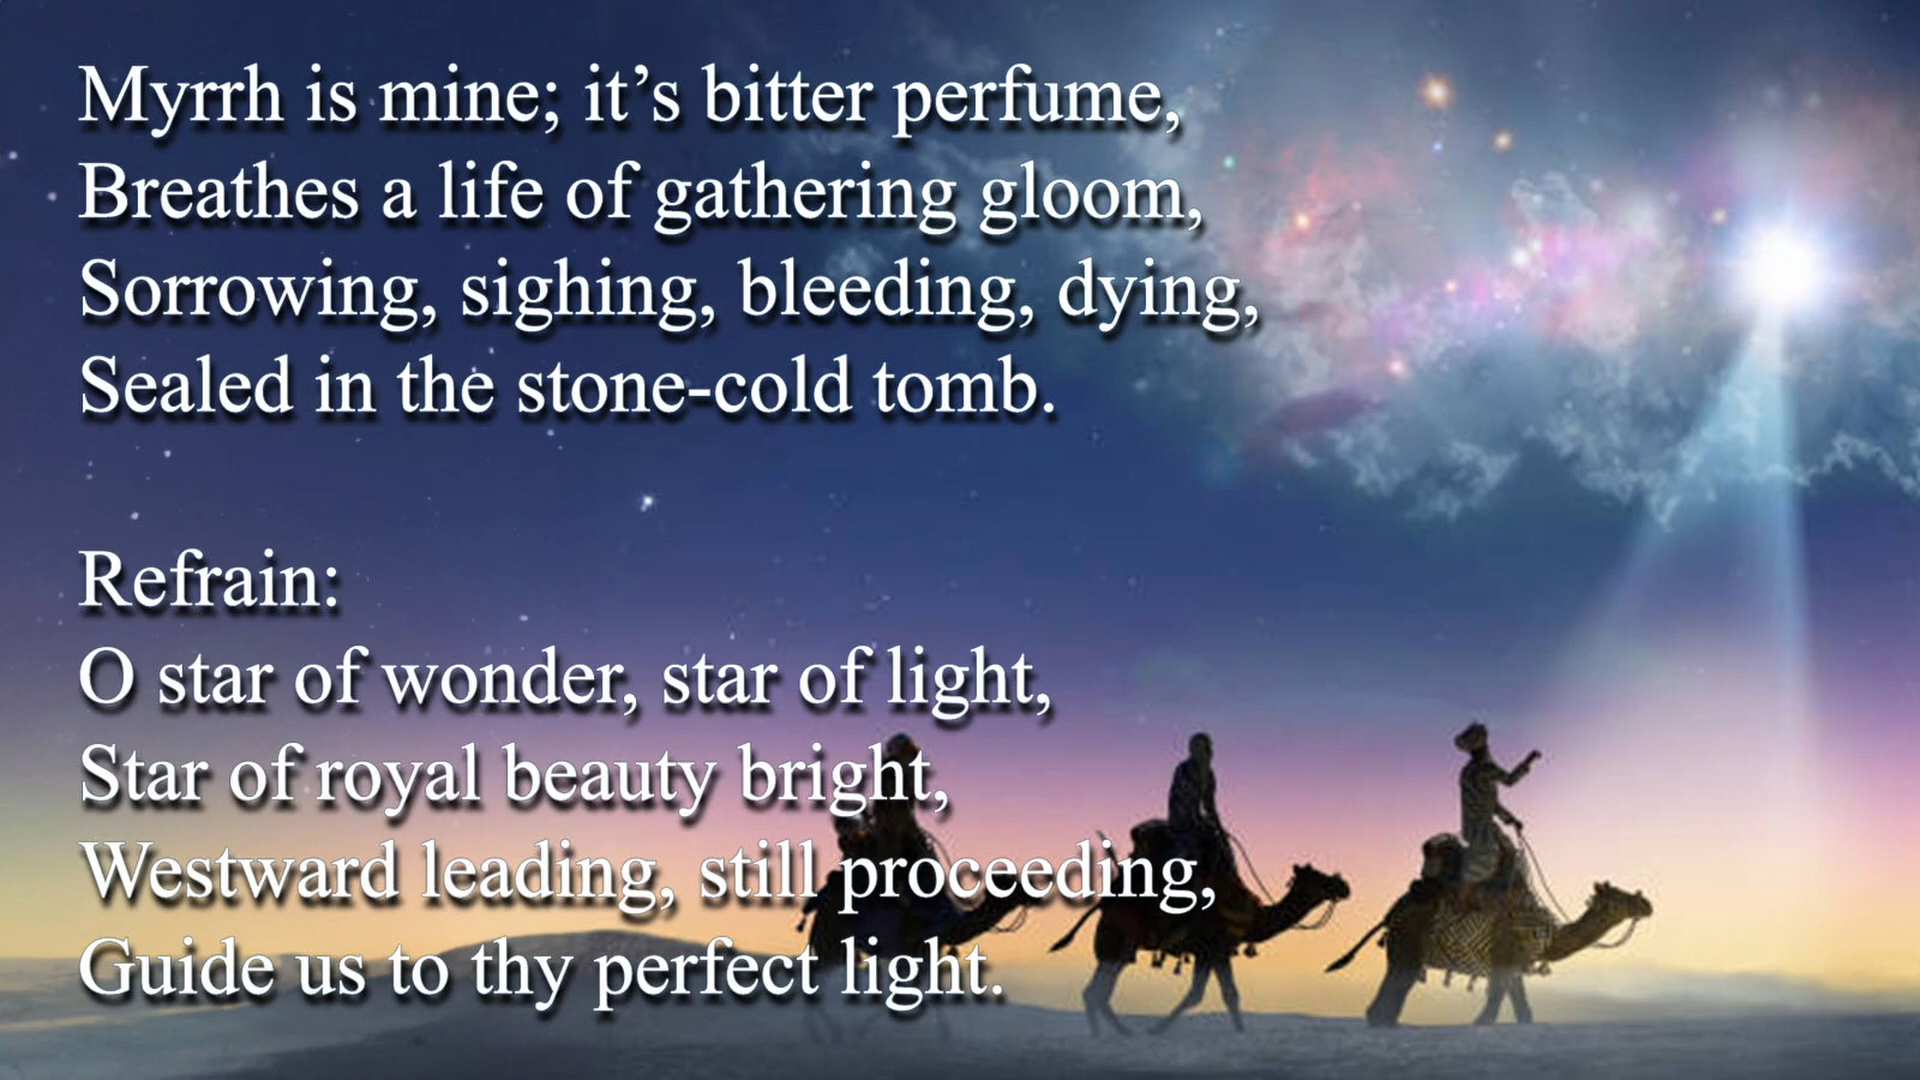 Myrrh is mine; it’s bitter perfume,
Breathes a life of gathering gloom,
Sorrowing, sighing, bleeding, dying,
Sealed in the stone-cold tomb.
Refrain:
O star of wonder, star of light,
Star of royal beauty bright,
Westward leading, still proceeding,
Guide us to thy perfect light.